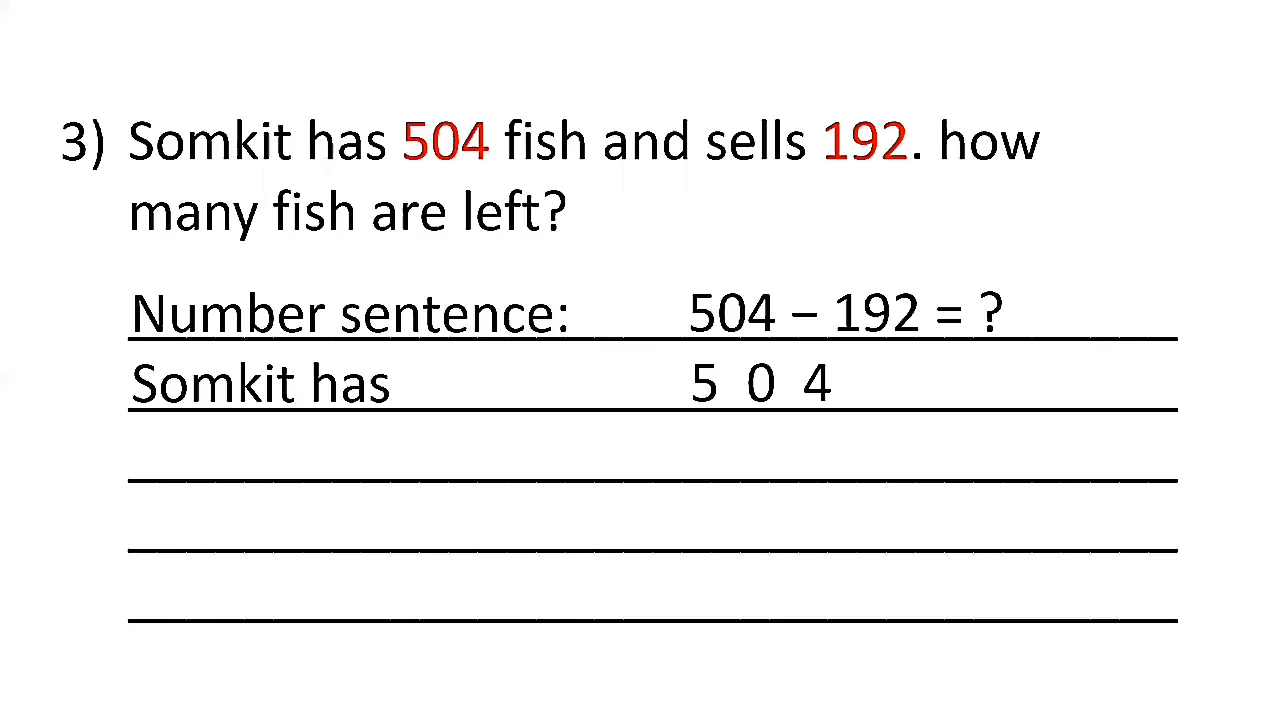 3) Somkit has 504 fish and sells 192. how
many fish are left?
Number sentence: 504 − 192 = ?
Somkit has 5 0 4